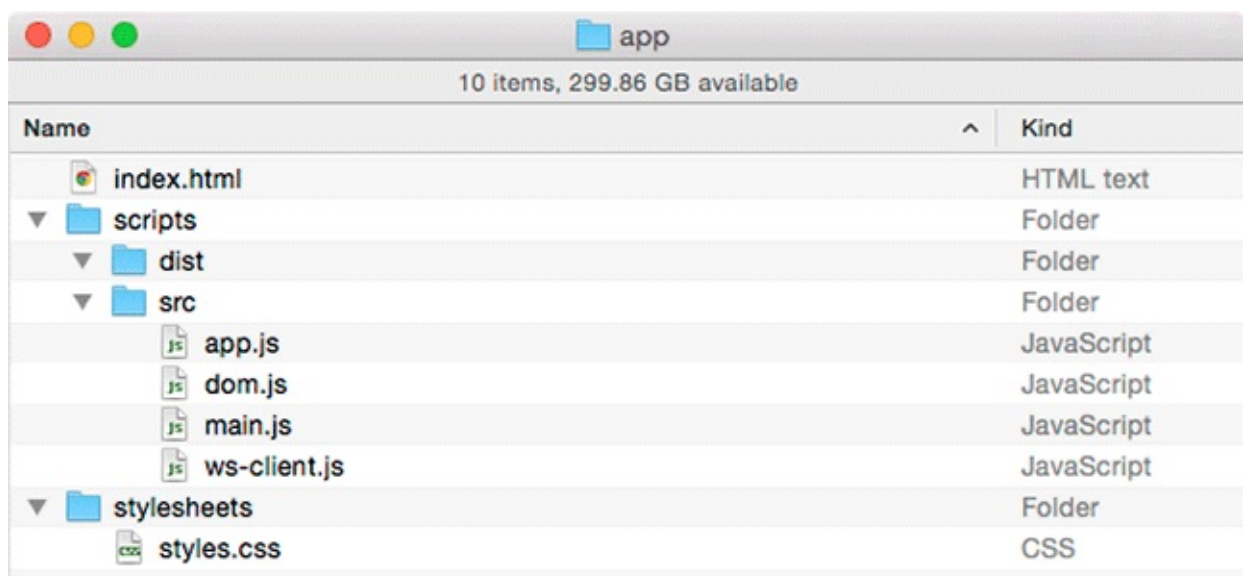 app
10 items, 299.86 GB available
Name Kind
index.html HTML text
scripts Folder
dist Folder
src Folder
app.js JavaScript
dom.js JavaScript
main.js JavaScript
ws-client.js JavaScript
stylesheets Folder
styles.css CSS